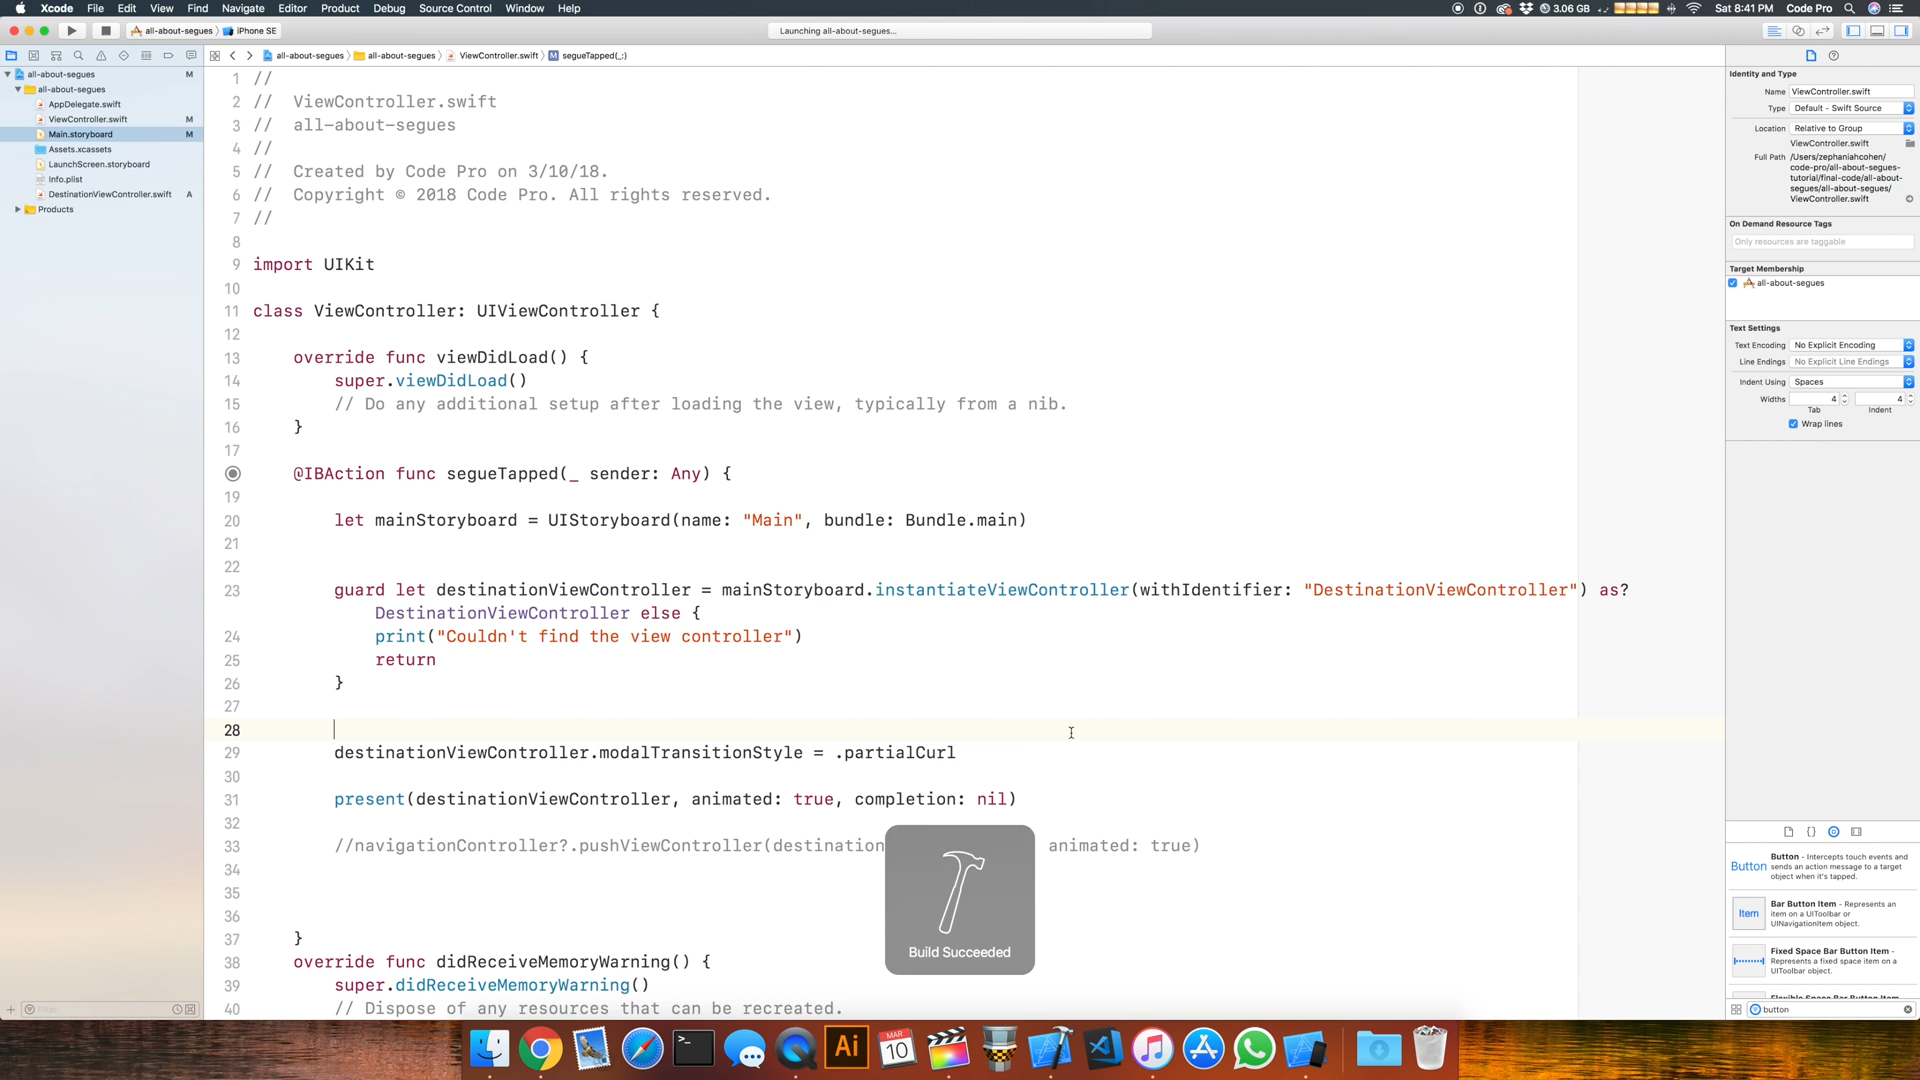 Xcode File Edit View Find Navigate Editor Product Debug Source Control Window Help
3.06 GB Sat 8:41 PM Code Pro
all-about-segues iPhone SE
Launching all-about-segues...
all-about-segues all-about-segues ViewController.swift M segueTapped(_:)
all-about-segues M
all-about-segues
AppDelegate.swift
ViewController.swift M
Main.storyboard M
Assets.xcassets
LaunchScreen.storyboard
Info.plist
DestinationViewController.swift A
Products
Filter
1 //
2 // ViewController.swift
3 // all-about-segues
4 //
5 // Created by Code Pro on 3/10/18.
6 // Copyright © 2018 Code Pro. All rights reserved.
7 //
8
9 import UIKit
10
11 class ViewController: UIViewController {
12
13 override func viewDidLoad() {
14 super.viewDidLoad()
15 // Do any additional setup after loading the view, typically from a nib.
16 }
17
@IBAction func segueTapped(_ sender: Any) {
19
20 let mainStoryboard = UIStoryboard(name: "Main", bundle: Bundle.main)
21
22
23 guard let destinationViewController = mainStoryboard.instantiateViewController(withIdentifier: "DestinationViewController") as?
DestinationViewController else {
24 print("Couldn't find the view controller")
25 return
26 }
27
28
29 destinationViewController.modalTransitionStyle = .partialCurl
30
31 present(destinationViewController, animated: true, completion: nil)
32
33 //navigationController?.pushViewController(destination animated: true)
34
35
36
37 }
38 override func didReceiveMemoryWarning() {
39 super.didReceiveMemoryWarning()
40 // Dispose of any resources that can be recreated.
Build Succeeded
Identity and Type
Name ViewController.swift
Type Default - Swift Source
Location Relative to Group
ViewController.swift
Full Path /Users/zephaniahcohen/
code-pro/all-about-segues-
tutorial/final-code/all-about-
segues/all-about-segues/
ViewController.swift
On Demand Resource Tags
Only resources are taggable
Target Membership
all-about-segues
Text Settings
Text Encoding No Explicit Encoding
Line Endings No Explicit Line Endings
Indent Using Spaces
Widths 4 4
Tab Indent
Wrap lines
{}
Button Button - Intercepts touch events and
sends an action message to a target
object when it's tapped.
Item Bar Button Item - Represents an
item on a UIToolbar or
UINavigationItem object.
Fixed Space Bar Button Item -
Represents a fixed space item on a
UIToolbar object.
Flexible Space Bar Button Item
button
Ai
MAR
10